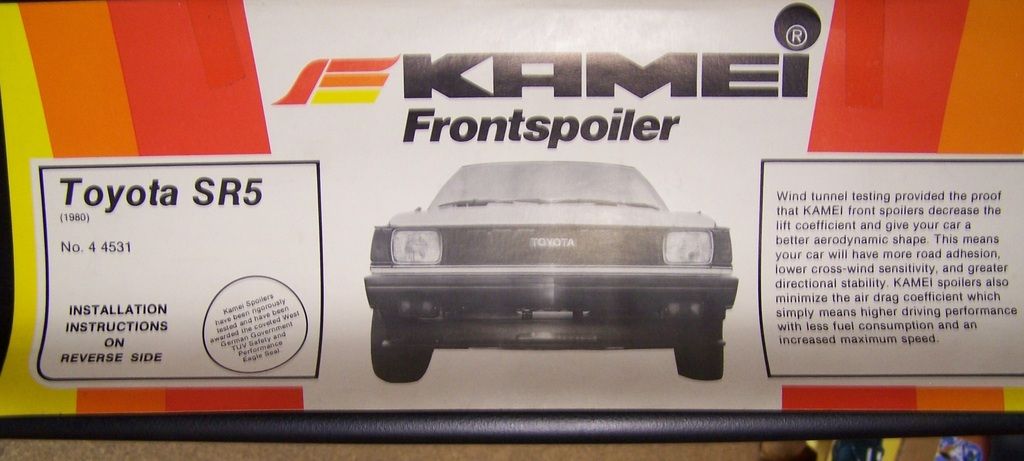 KAMEI®
Frontspoiler
Toyota SR5
(1980)
No. 4 4531
INSTALLATION
INSTRUCTIONS
ON
REVERSE SIDE
Kamei Spoilers
have been rigorously
tested and have been
awarded the coveted West
German Government
TUV Safety and
Performance
Eagle Seal.
TOYOTA
Wind tunnel testing provided the proof
that KAMEI front spoilers decrease the
lift coefficient and give your car a
better aerodynamic shape. This means
your car will have more road adhesion,
lower cross-wind sensitivity, and greater
directional stability. KAMEI spoilers also
minimize the air drag coefficient which
simply means higher driving performance
with less fuel consumption and an
increased maximum speed.